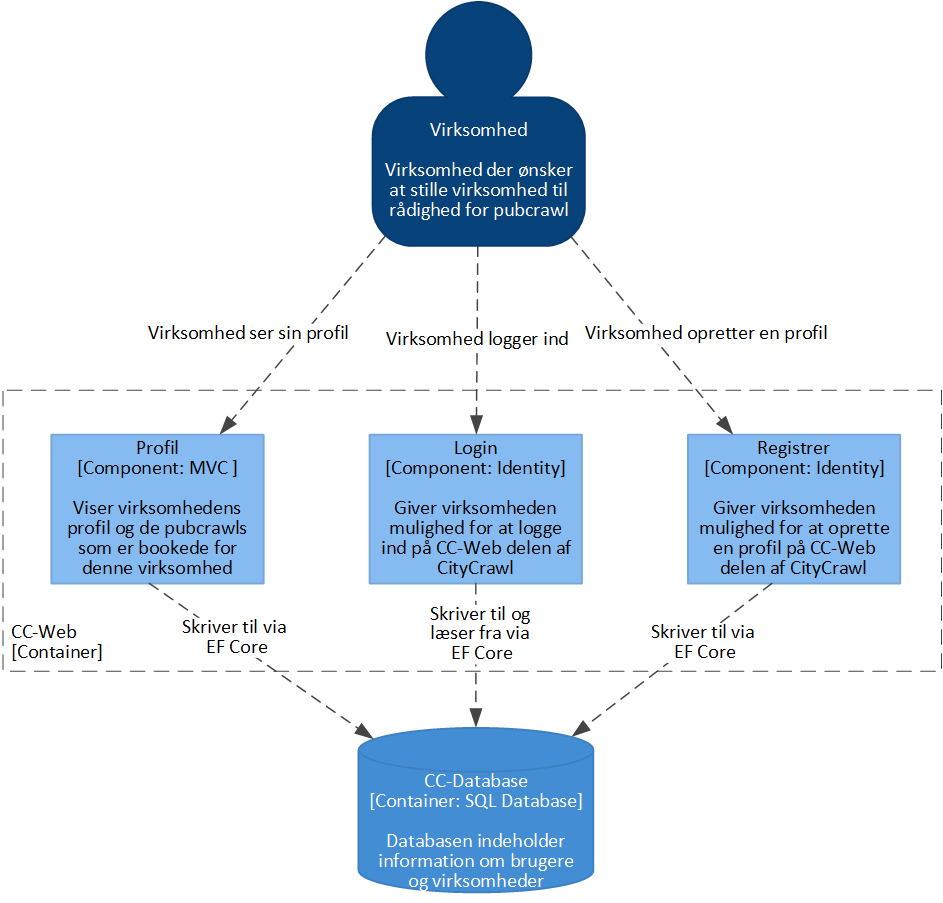 Virksomhed
Virksomhed der ønsker
at stille virksomhed til
rådighed for pubcrawl
Virksomhed ser sin profil
Virksomhed logger ind
Virksomhed opretter en profil
Profil
[Component: MVC ]
Viser virksomhedens
profil og de pubcrawls
som er bookede for
denne virksomhed
Login
[Component: Identity]
Giver virksomheden
mulighed for at logge
ind på CC-Web delen af
CityCrawl
Registrer
[Component: Identity]
Giver virksomheden
mulighed for at oprette
en profil på CC-Web
delen af CityCrawl
CC-Web
[Container]
Skriver til via
EF Core
Skriver til og
læser fra via
EF Core
Skriver til via
EF Core
CC-Database
[Container: SQL Database]
Databasen indeholder
information om brugere
og virksomheder